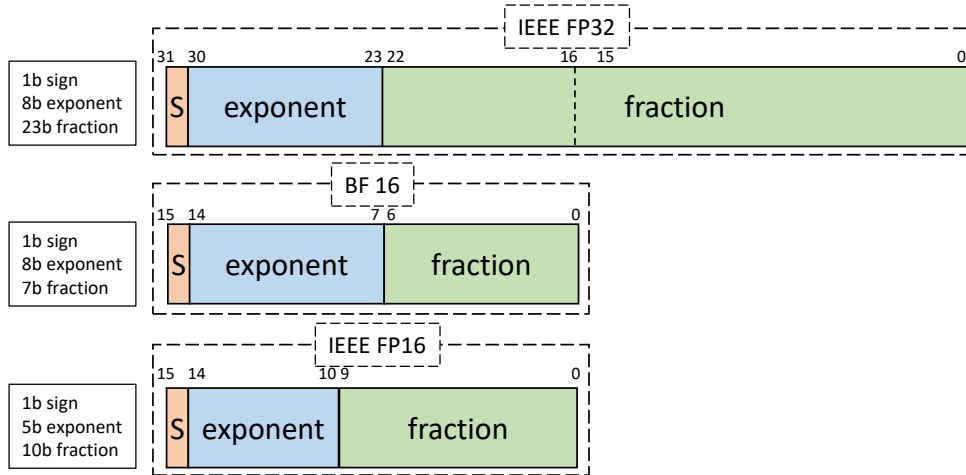 IEEE FP32
31 30 23 22 16 15 0
1b sign
8b exponent
23b fraction
S exponent fraction
BF 16
15 14 7 6 0
1b sign
8b exponent
7b fraction
S exponent fraction
IEEE FP16
15 14 10 9 0
1b sign
5b exponent
10b fraction
S exponent fraction